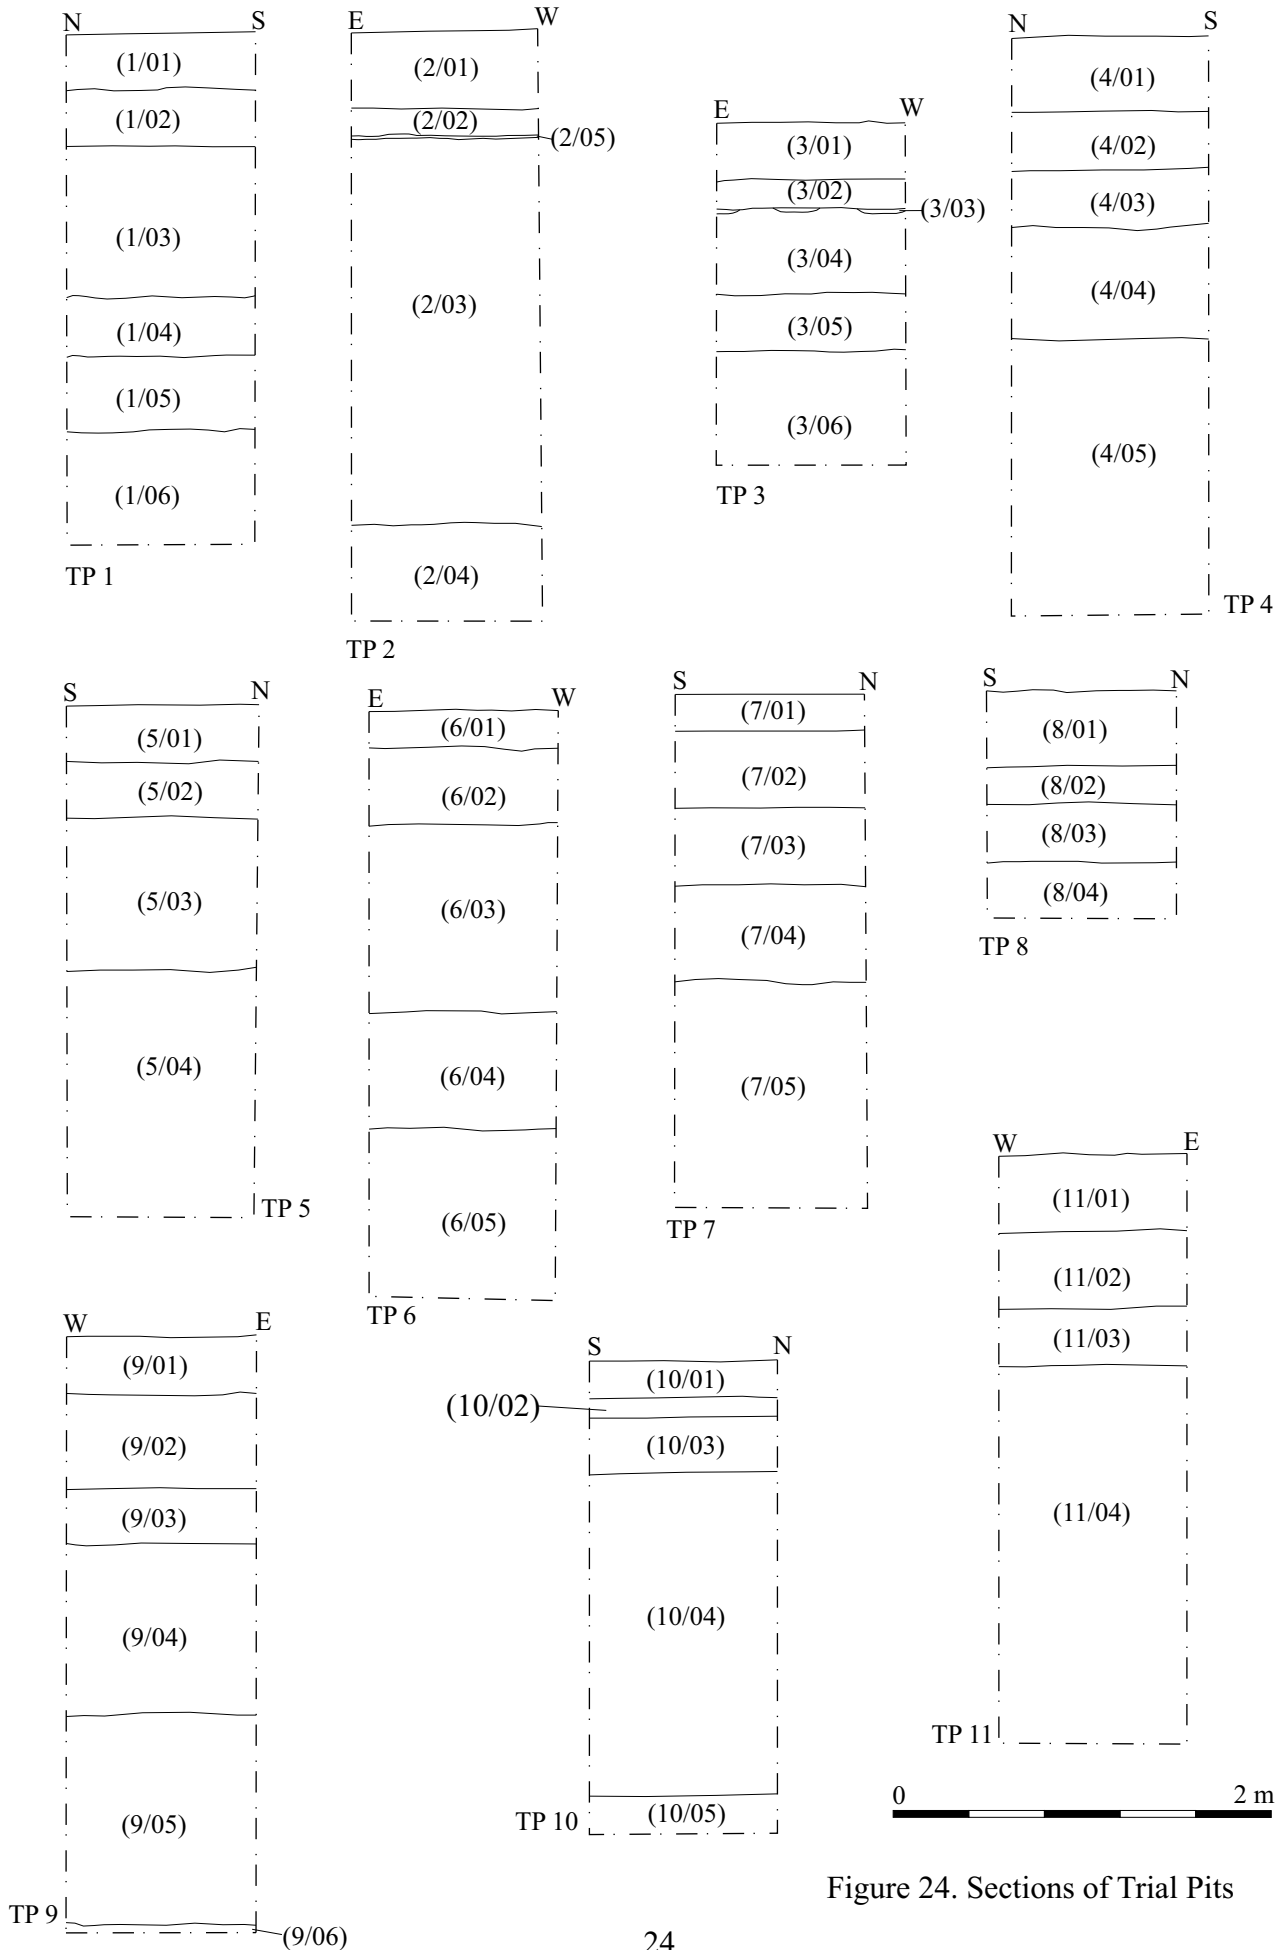 N S
(1/01)
(1/02)
(1/03)
(1/04)
(1/05)
(1/06)
TP 1
E W
(2/01)
(2/02)
(2/05)
(2/03)
(2/04)
TP 2
E W
(3/01)
(3/02)
(3/03)
(3/04)
(3/05)
(3/06)
TP 3
N S
(4/01)
(4/02)
(4/03)
(4/04)
(4/05)
TP 4
S N
(5/01)
(5/02)
(5/03)
(5/04)
TP 5
E W
(6/01)
(6/02)
(6/03)
(6/04)
(6/05)
TP 6
S N
(7/01)
(7/02)
(7/03)
(7/04)
(7/05)
TP 7
S N
(8/01)
(8/02)
(8/03)
(8/04)
TP 8
W E
(9/01)
(9/02)
(9/03)
(9/04)
(9/05)
TP 9
(9/06)
S N
(10/01)
(10/02)
(10/03)
(10/04)
(10/05)
TP 10
W E
(11/01)
(11/02)
(11/03)
(11/04)
TP 11
0 2 m
Figure 24. Sections of Trial Pits
24